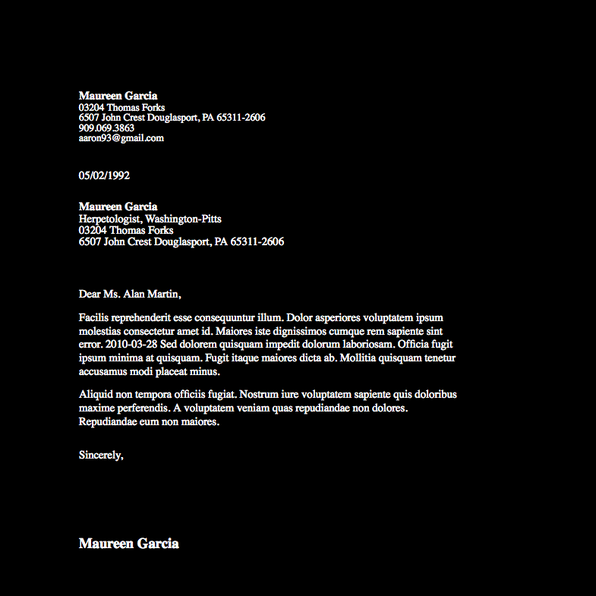 Maureen Garcia
03204 Thomas Forks
6507 John Crest Douglasport, PA 65311-2606
909.069.3863
aaron93@gmail.com
05/02/1992
Maureen Garcia
Herpetologist, Washington-Pitts
03204 Thomas Forks
6507 John Crest Douglasport, PA 65311-2606
Dear Ms. Alan Martin,
Facilis reprehenderit esse consequuntur illum. Dolor asperiores voluptatem ipsum
molestias consectetur amet id. Maiores iste dignissimos cumque rem sapiente sint
error. 2010-03-28 Sed dolorem quisquam impedit dolorum laboriosam. Officia fugit
ipsum minima at quisquam. Fugit itaque maiores dicta ab. Mollitia quisquam tenetur
accusamus modi placeat minus.
Aliquid non tempora officiis fugiat. Nostrum iure voluptatem sapiente quis doloribus
maxime perferendis. A voluptatem veniam quas repudiandae non dolores.
Repudiandae eum non maiores.
Sincerely,
Maureen Garcia